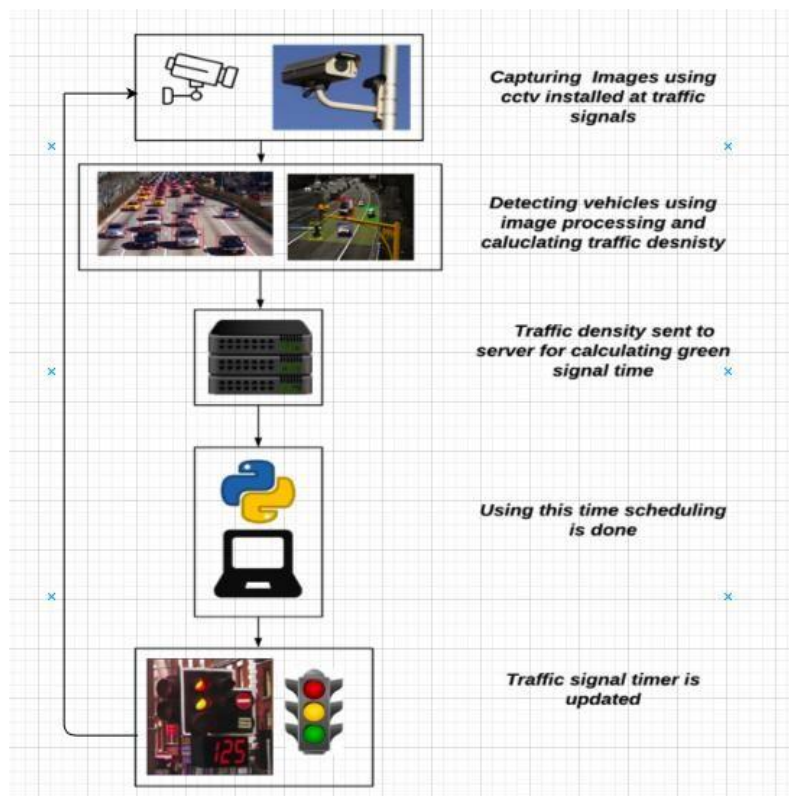 Capturing Images using
cctv installed at traffic
signals
Detecting vehicles using
image processing and
caluclating traffic desnisty
Traffic density sent to
server for calculating green
signal time
Using this time scheduling
is done
Traffic signal timer is
updated
125